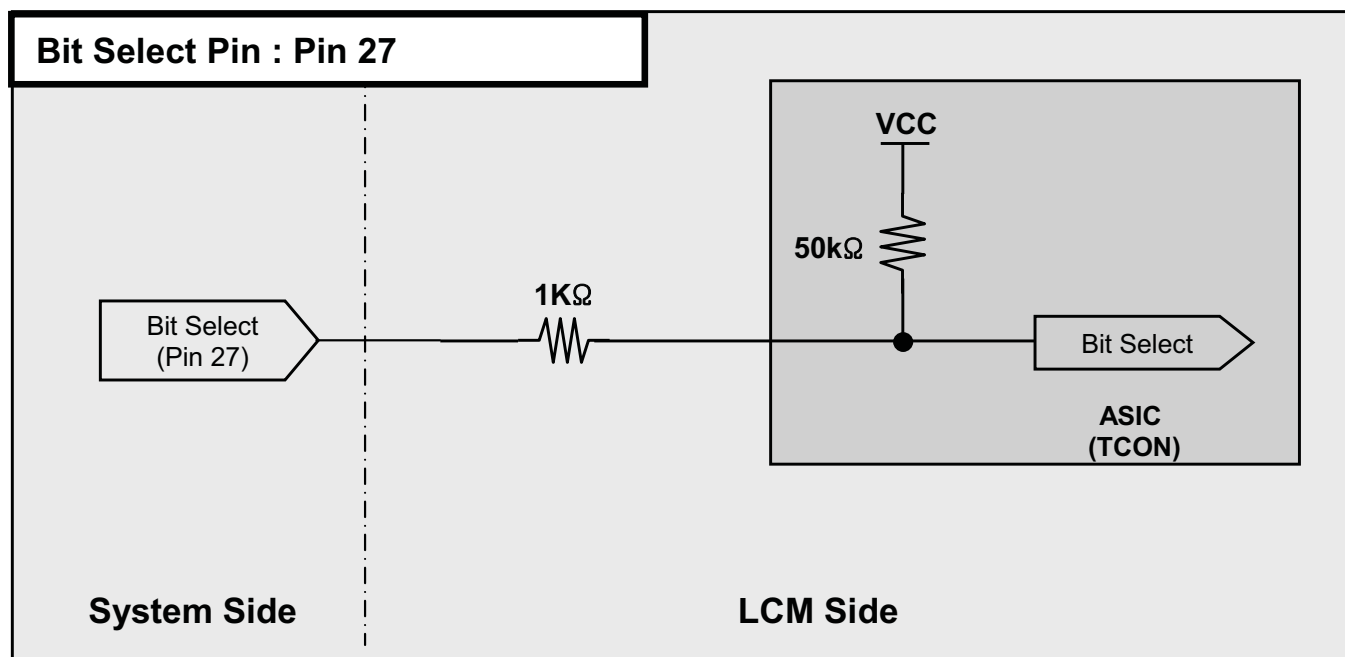 Bit Select Pin : Pin 27
VCC
50kΩ
1KΩ
Bit Select
(Pin 27)
Bit Select
ASIC
(TCON)
System Side
LCM Side